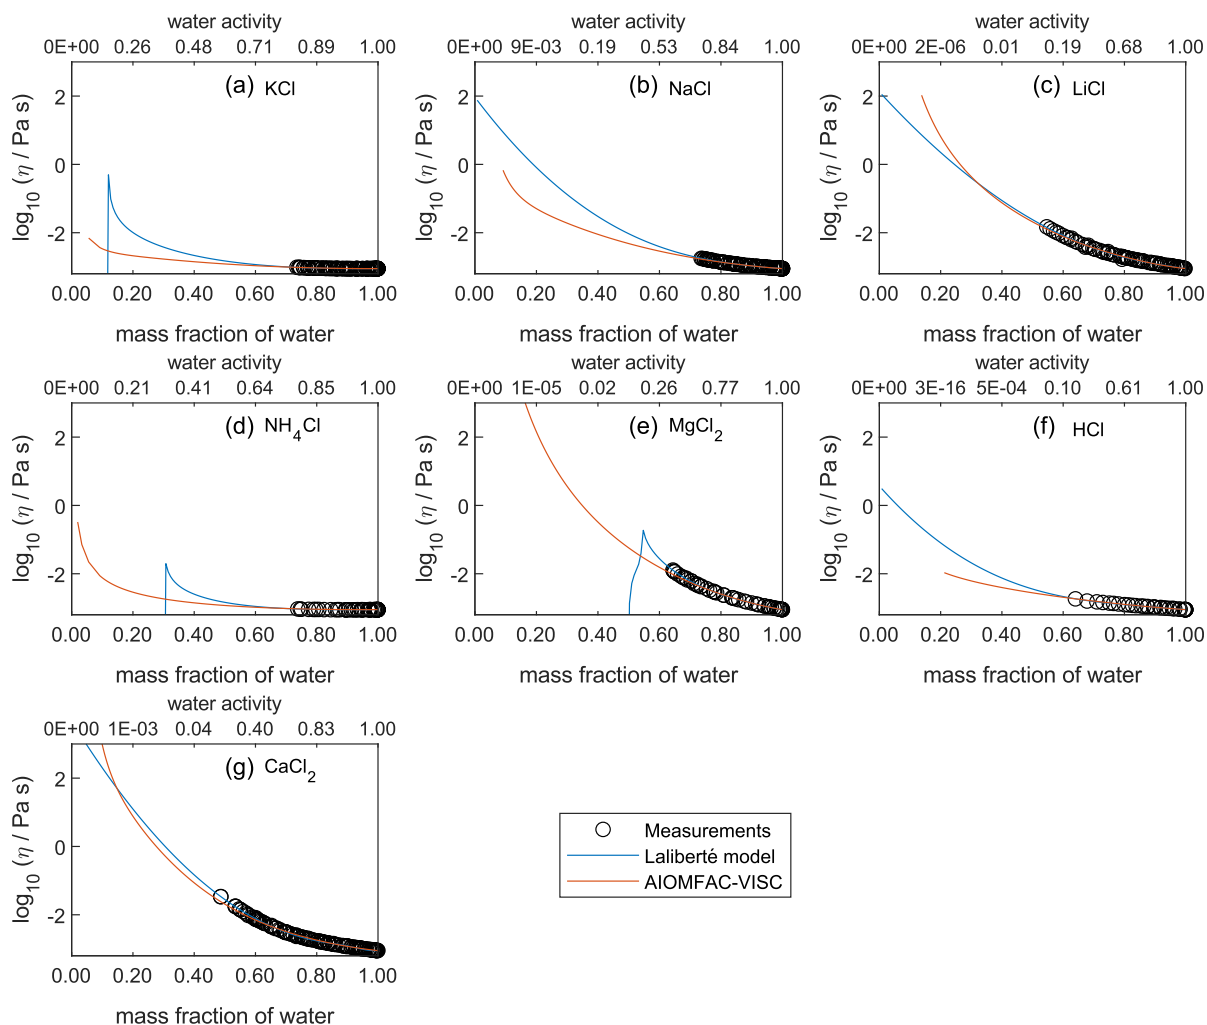 water activity
0E+00 0.26 0.48 0.71 0.89 1.00
(a) KCl
log10 (η / Pa s)
2
0
-2
0.00 0.20 0.40 0.60 0.80 1.00
mass fraction of water
water activity
0E+00 9E-03 0.19 0.53 0.84 1.00
(b) NaCl
log10 (η / Pa s)
2
0
-2
0.00 0.20 0.40 0.60 0.80 1.00
mass fraction of water
water activity
0E+00 2E-06 0.01 0.19 0.68 1.00
(c) LiCl
log10 (η / Pa s)
2
0
-2
0.00 0.20 0.40 0.60 0.80 1.00
mass fraction of water
water activity
0E+00 0.21 0.41 0.64 0.85 1.00
(d) NH4Cl
log10 (η / Pa s)
2
0
-2
0.00 0.20 0.40 0.60 0.80 1.00
mass fraction of water
water activity
0E+00 1E-05 0.02 0.26 0.77 1.00
(e) MgCl2
log10 (η / Pa s)
2
0
-2
0.00 0.20 0.40 0.60 0.80 1.00
mass fraction of water
water activity
0E+00 3E-16 5E-04 0.10 0.61 1.00
(f) HCl
log10 (η / Pa s)
2
0
-2
0.00 0.20 0.40 0.60 0.80 1.00
mass fraction of water
water activity
0E+00 1E-03 0.04 0.40 0.83 1.00
(g) CaCl2
log10 (η / Pa s)
2
0
-2
0.00 0.20 0.40 0.60 0.80 1.00
mass fraction of water
Measurements
Laliberté model
AIOMFAC-VISC